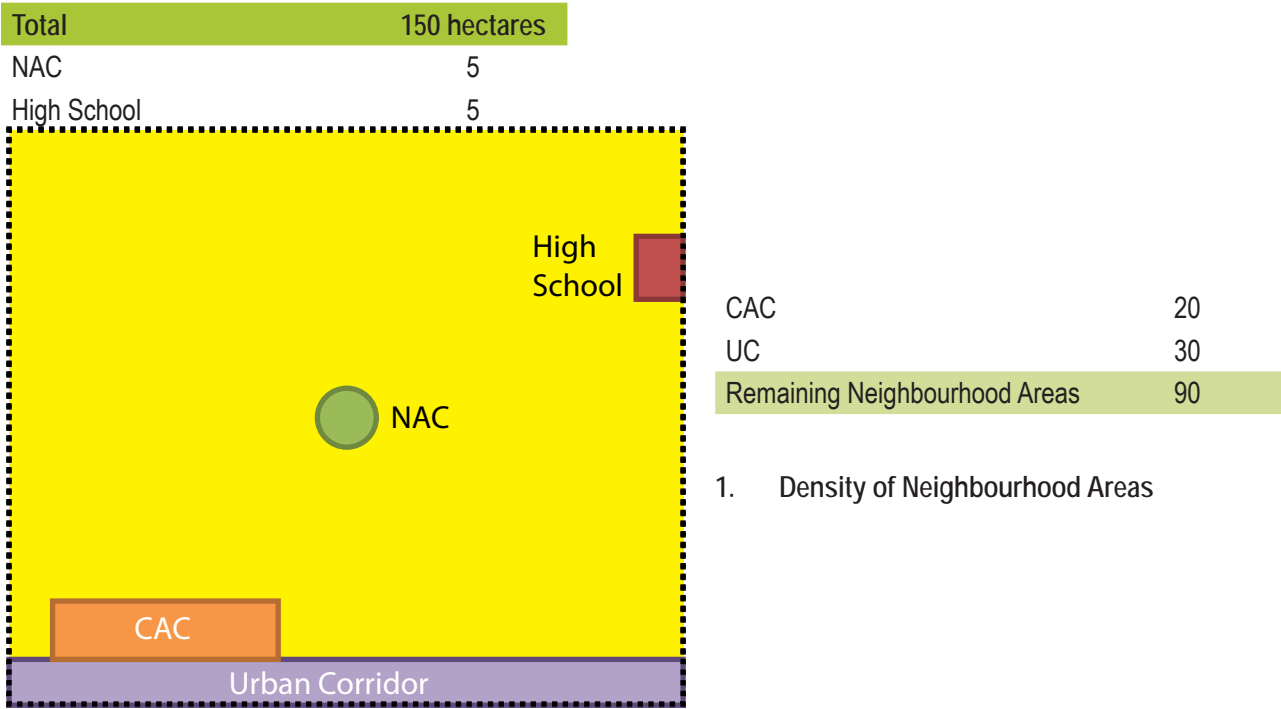 Total 150 hectares
NAC 5
High School 5
High
School
NAC
CAC
Urban Corridor
CAC 20
UC 30
Remaining Neighbourhood Areas 90
1. Density of Neighbourhood Areas